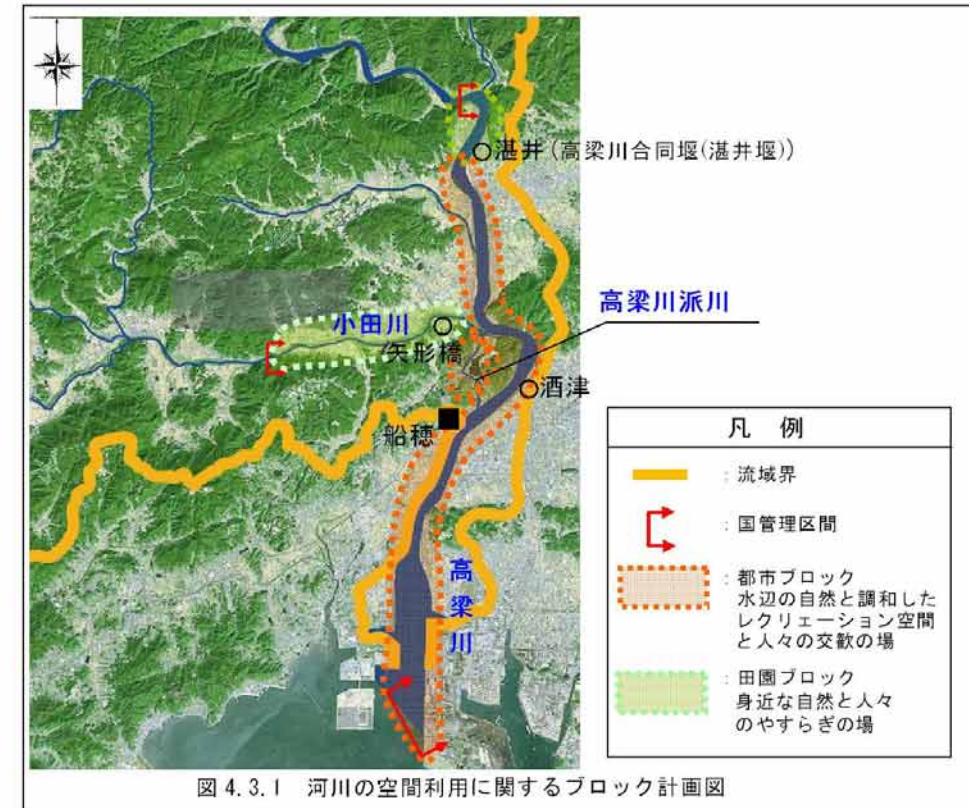 湛井(高梁川合同堰(湛井堰))
高梁川派川
小田川
矢形橋
酒津
船穂
高梁川
凡 例
: 流域界
: 国管理区間
: 都市ブロック
水辺の自然と調和した
レクリェーション空間
と人々の交歓の場
: 田園ブロック
身近な自然と人々
のやすらぎの場
図 4.3.1 河川の空間利用に関するブロック計画図